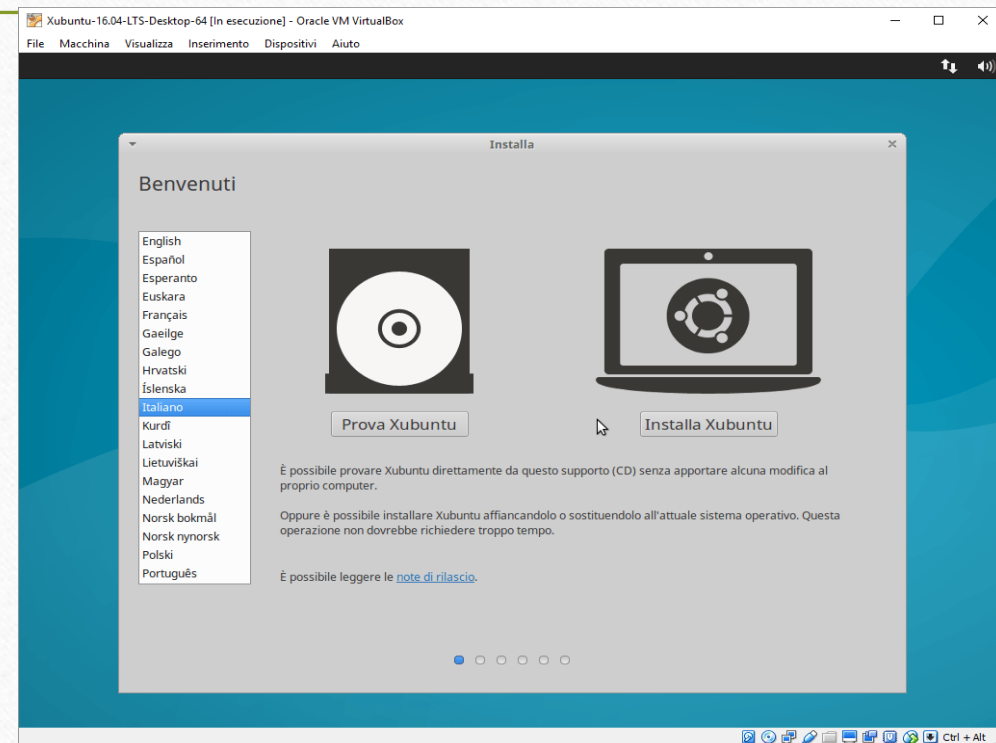 Xubuntu-16.04-LTS-Desktop-64 [In esecuzione] - Oracle VM VirtualBox
File Macchina Visualizza Inserimento Dispositivi Aiuto
Installa
Benvenuti
English
Español
Esperanto
Euskara
Français
Gaeilge
Galego
Hrvatski
Íslenska
Italiano
Kurdî
Latviski
Lietuviškai
Magyar
Nederlands
Norsk bokmål
Norsk nynorsk
Polski
Português
Prova Xubuntu
Installa Xubuntu
È possibile provare Xubuntu direttamente da questo supporto (CD) senza apportare alcuna modifica al
proprio computer.
Oppure è possibile installare Xubuntu affiancandolo o sostituendolo all'attuale sistema operativo. Questa
operazione non dovrebbe richiedere troppo tempo.
È possibile leggere le note di rilascio.
Ctrl + Alt